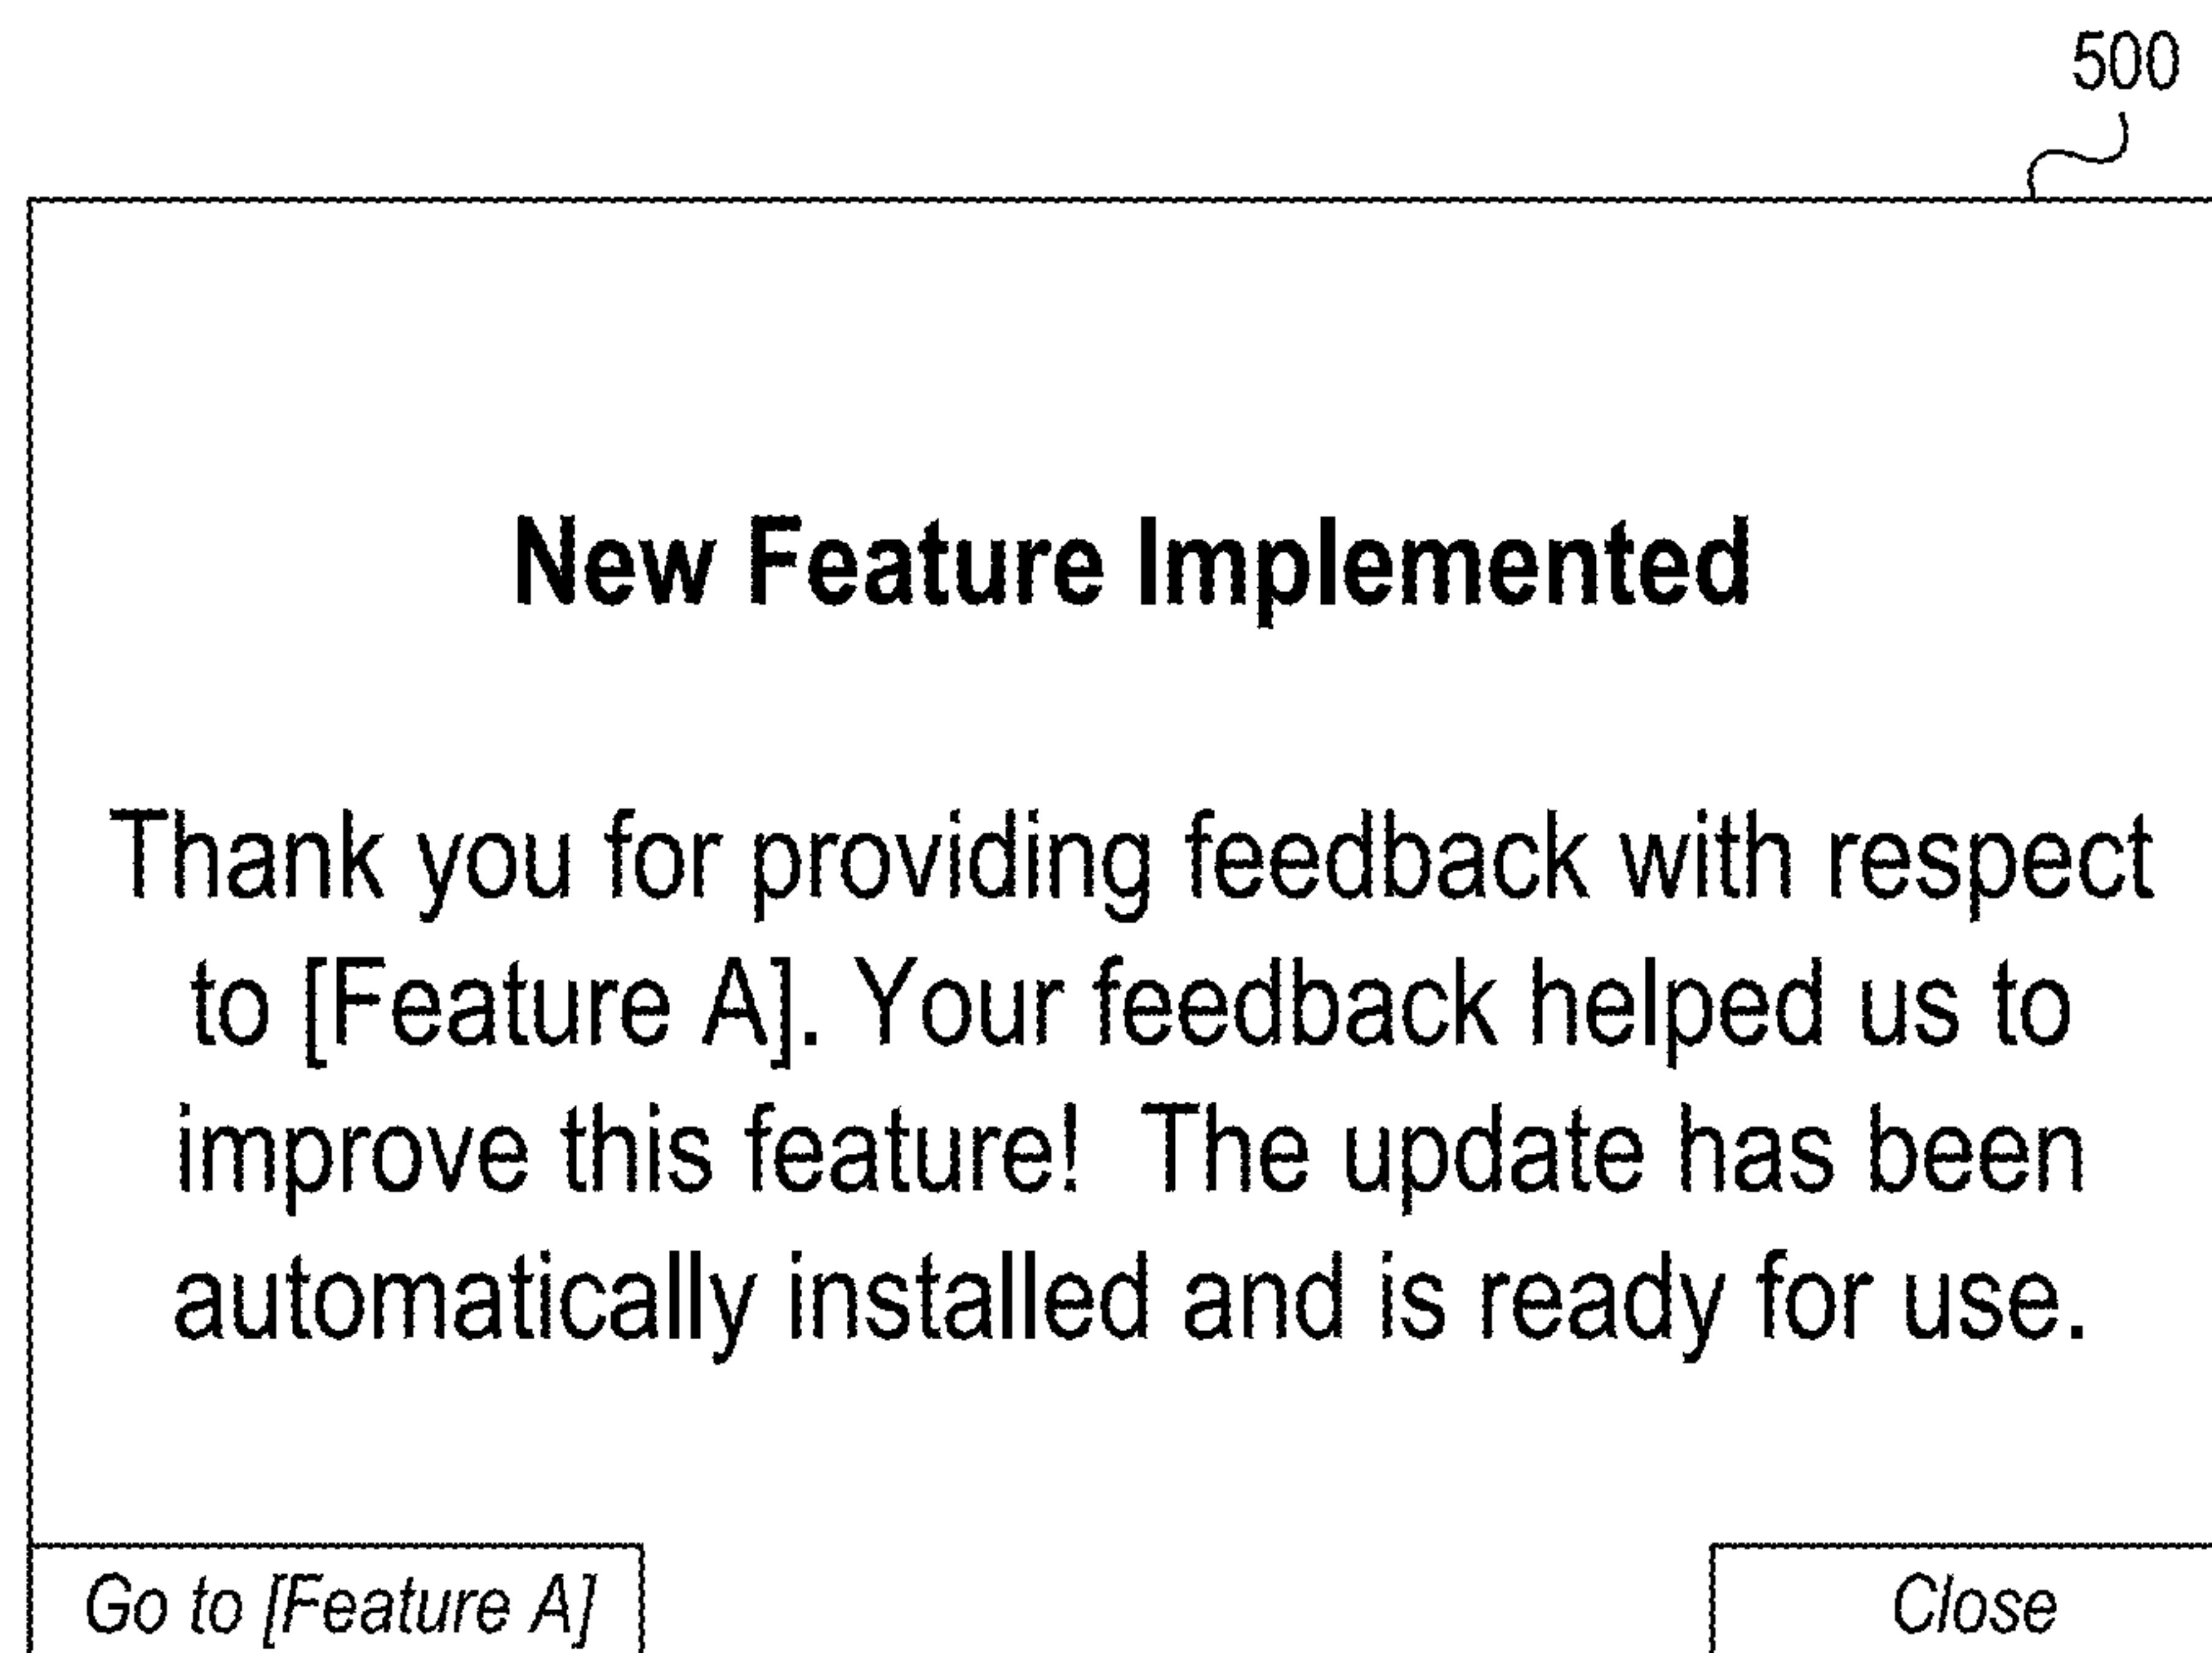 500
New Feature Implemented
Thank you for providing feedback with respect
to [Feature A]. Your feedback helped us to
improve this feature!  The update has been
automatically installed and is ready for use.
Go to [Feature A]
Close